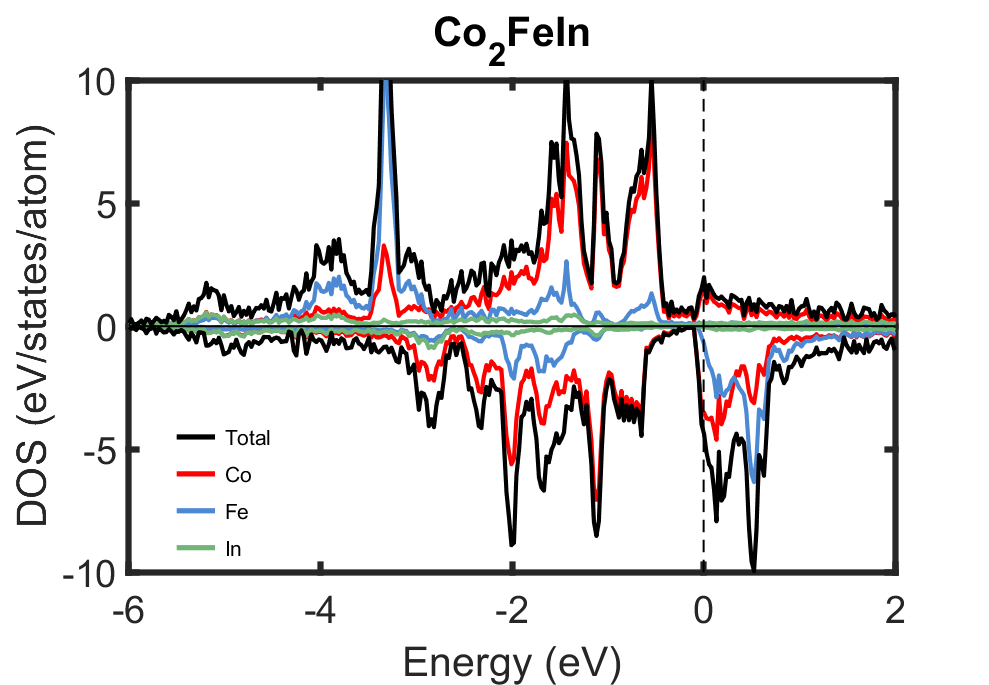 Co₂FeIn
DOS (eV/states/atom)
10
5
0
-5
-10
Total
Co
Fe
In
-6 -4 -2 0 2
Energy (eV)